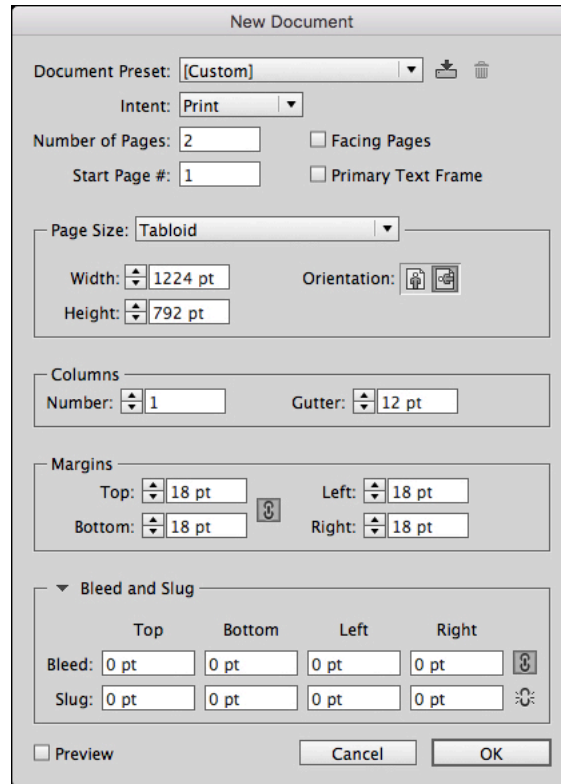 New Document
Document Preset: [Custom]
Intent: Print
Number of Pages: 2 Facing Pages
Start Page #: 1 Primary Text Frame
Page Size: Tabloid
Width: 1224 pt Orientation:
Height: 792 pt
Columns
Number: 1 Gutter: 12 pt
Margins
Top: 18 pt Left: 18 pt
Bottom: 18 pt Right: 18 pt
Bleed and Slug
Top Bottom Left Right
Bleed: 0 pt 0 pt 0 pt 0 pt
Slug: 0 pt 0 pt 0 pt 0 pt
Preview Cancel OK